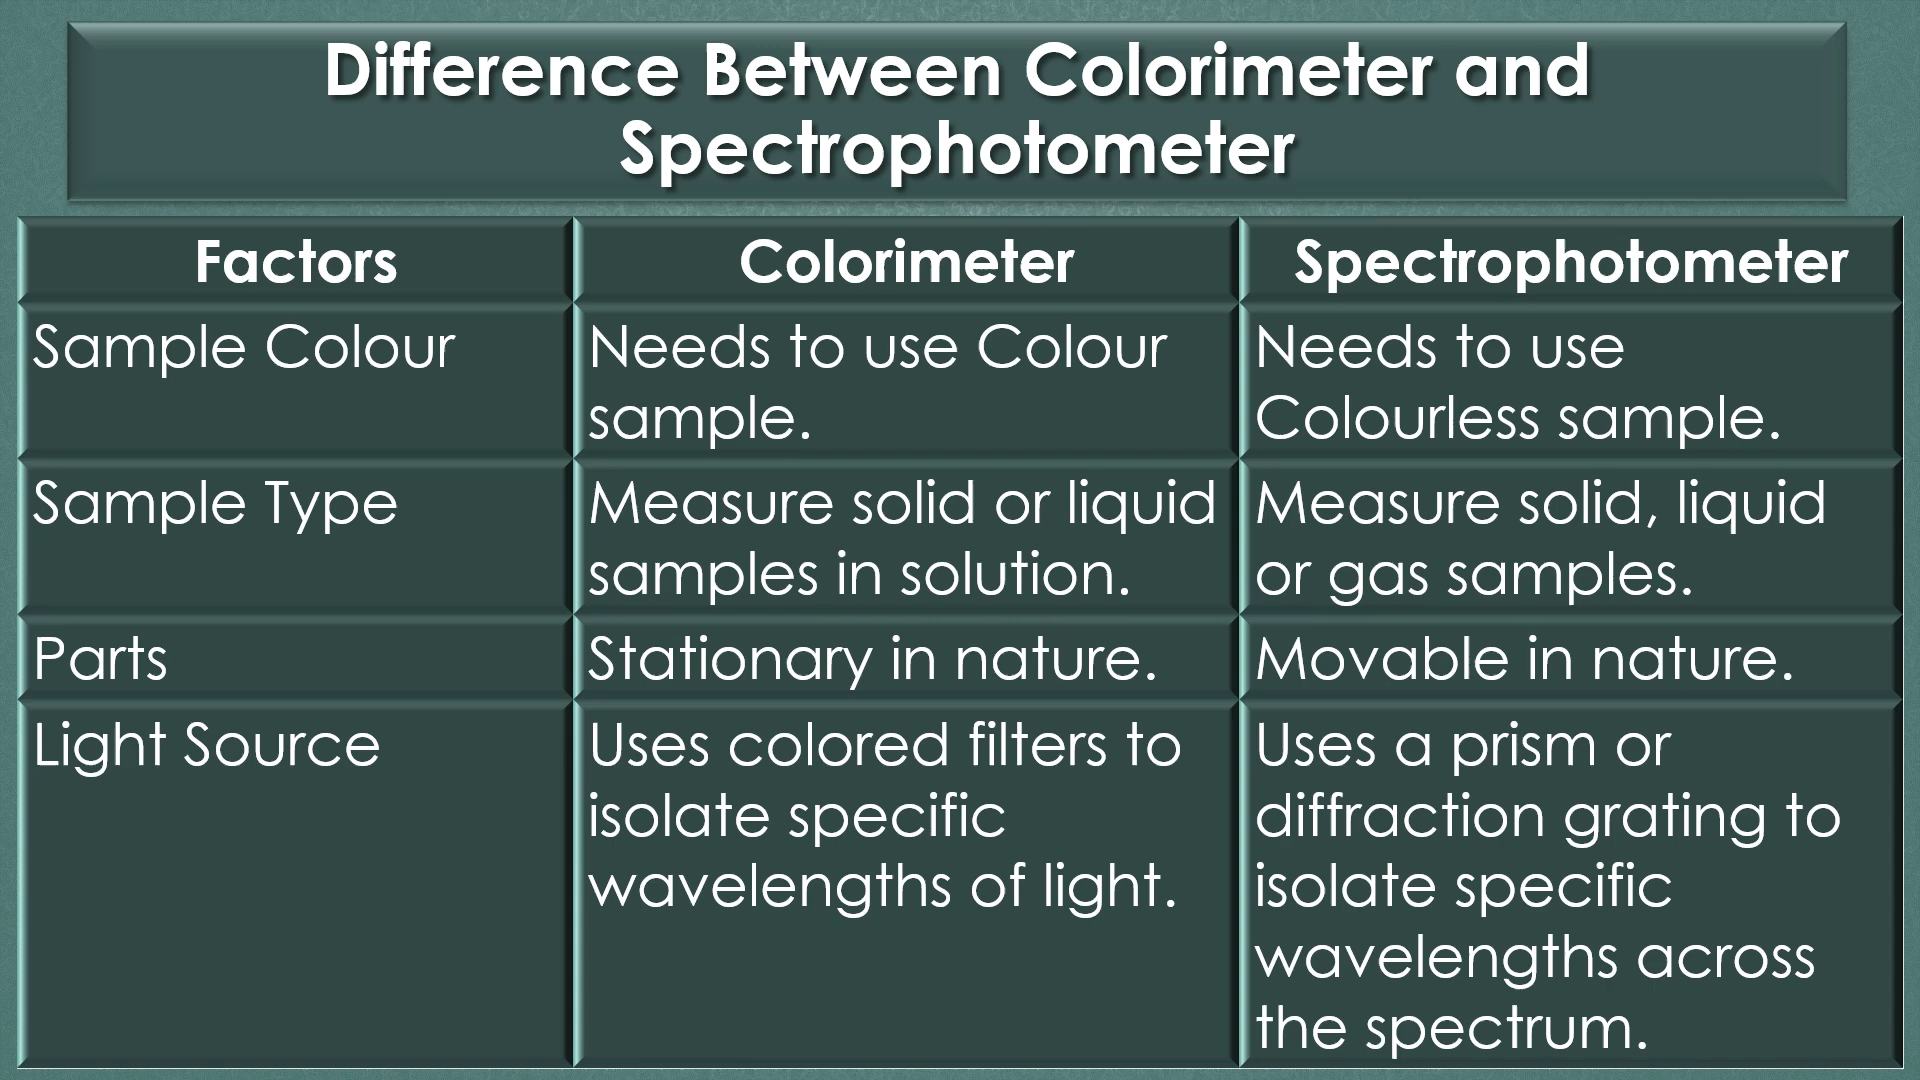 Difference Between Colorimeter and
Spectrophotometer
Factors
Colorimeter
Spectrophotometer
Sample Colour
Needs to use Colour
sample.
Needs to use
Colourless sample.
Sample Type
Measure solid or liquid
samples in solution.
Measure solid, liquid
or gas samples.
Parts
Stationary in nature.
Movable in nature.
Light Source
Uses colored filters to
isolate specific
wavelengths of light.
Uses a prism or
diffraction grating to
isolate specific
wavelengths across
the spectrum.